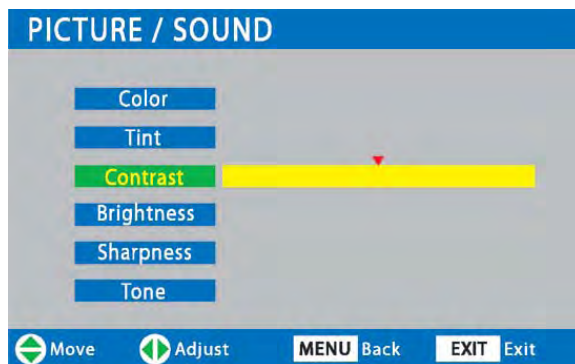 PICTURE / SOUND
Color
Tint
Contrast
Brightness
Sharpness
Tone
Move Adjust MENU Back EXIT Exit